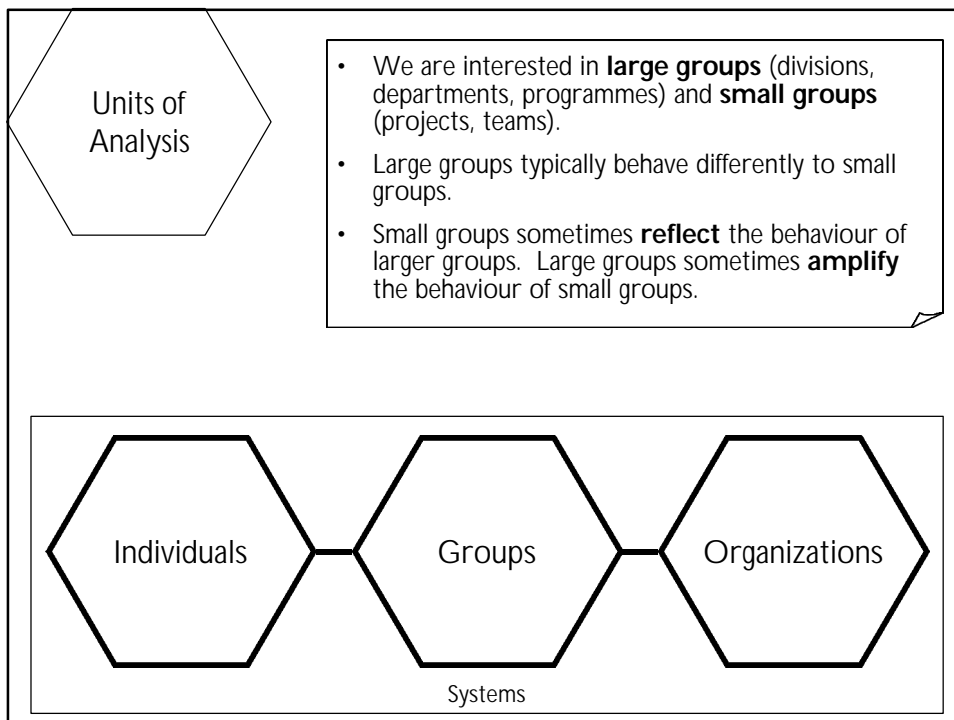 Units of
Analysis
• We are interested in large groups (divisions,
departments, programmes) and small groups
(projects, teams).
• Large groups typically behave differently to small
groups.
• Small groups sometimes reflect the behaviour of
larger groups.  Large groups sometimes amplify
the behaviour of small groups.
Individuals
Groups
Organizations
Systems